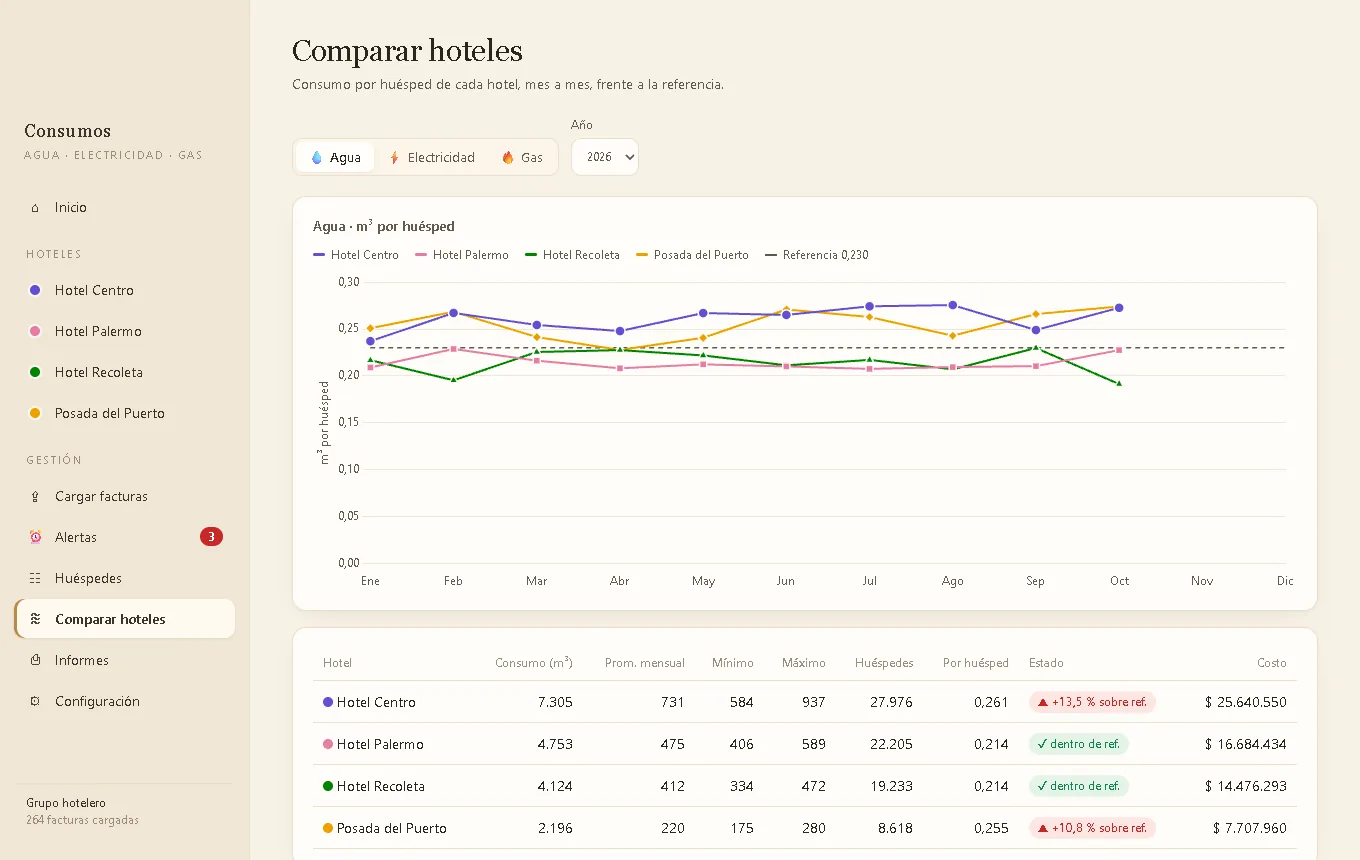 Consumos
AGUA · ELECTRICIDAD · GAS
Inicio
HOTELES
Hotel Centro
Hotel Palermo
Hotel Recoleta
Posada del Puerto
GESTIÓN
Cargar facturas
Alertas 3
Huéspedes
Comparar hoteles
Informes
Configuración
Grupo hotelero
264 facturas cargadas
Comparar hoteles
Consumo por huésped de cada hotel, mes a mes, frente a la referencia.
Año
Agua Electricidad Gas 2026
Agua · m³ por huésped
Hotel Centro Hotel Palermo Hotel Recoleta Posada del Puerto Referencia 0,230
m³ por huésped
0,30
0,25
0,20
0,15
0,10
0,05
0,00
Ene Feb Mar Abr May Jun Jul Ago Sep Oct Nov Dic
Hotel Consumo (m³) Prom. mensual Mínimo Máximo Huéspedes Por huésped Estado Costo
Hotel Centro 7.305 731 584 937 27.976 0,261 ▲ +13,5 % sobre ref. $ 25.640.550
Hotel Palermo 4.753 475 406 589 22.205 0,214 ✓ dentro de ref. $ 16.684.434
Hotel Recoleta 4.124 412 334 472 19.233 0,214 ✓ dentro de ref. $ 14.476.293
Posada del Puerto 2.196 220 175 280 8.618 0,255 ▲ +10,8 % sobre ref. $ 7.707.960